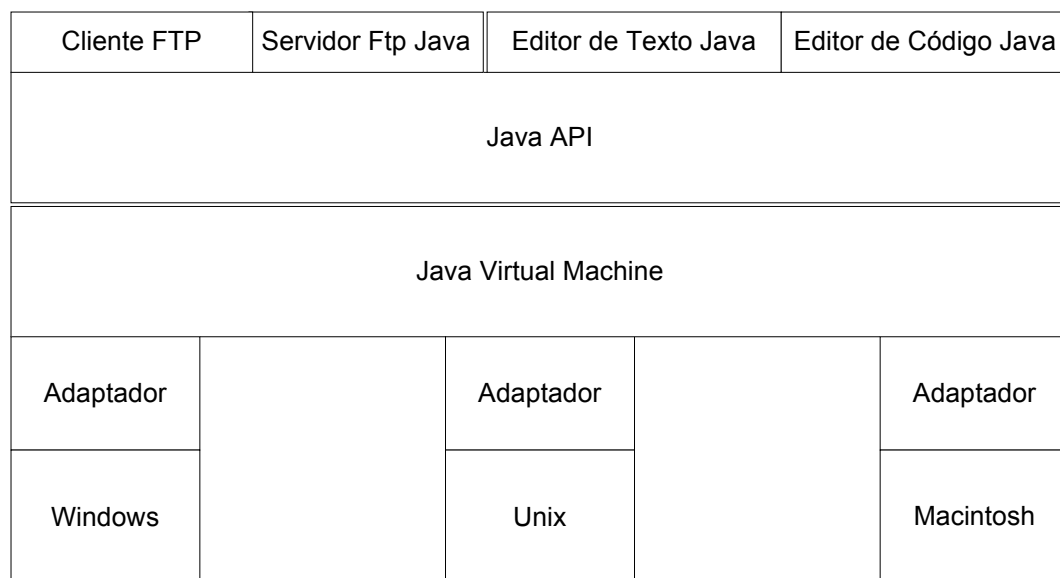 Cliente FTP
Servidor Ftp Java
Editor de Texto Java
Editor de Código Java
Java API
Java Virtual Machine
Adaptador
Adaptador
Adaptador
Windows
Unix
Macintosh